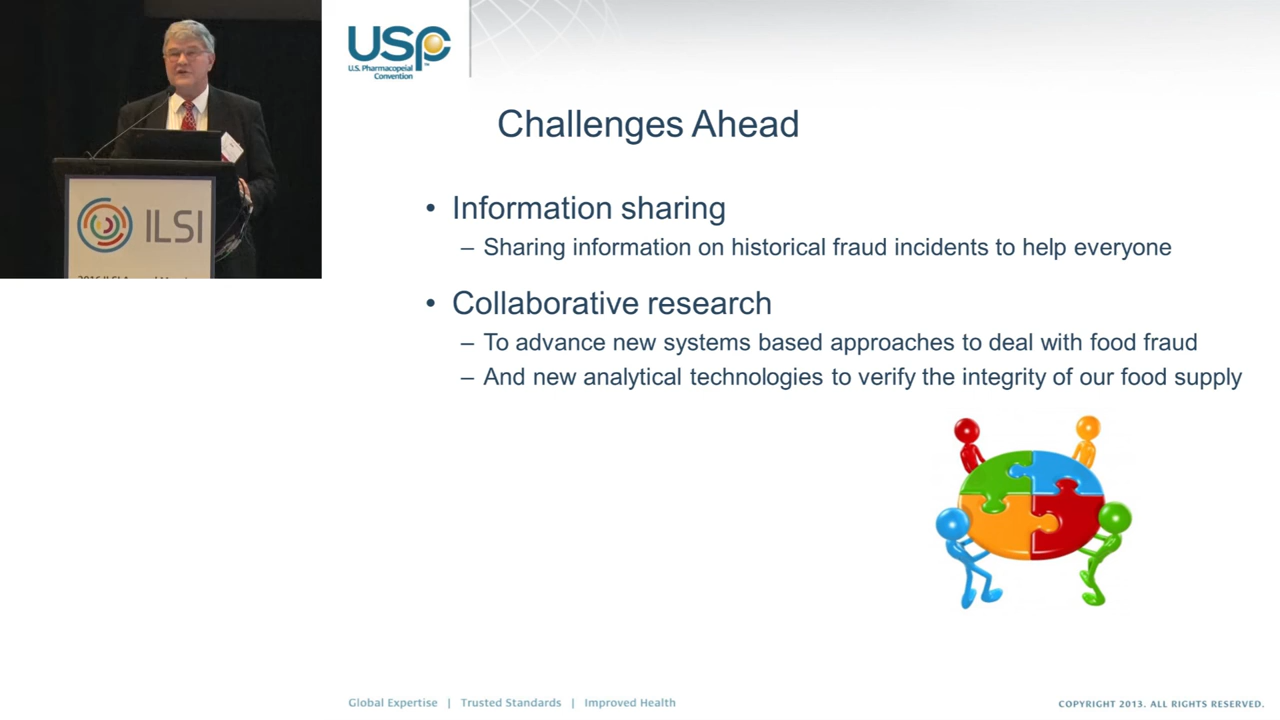 USP
U.S. Pharmacopeial
Convention
Challenges Ahead
• Information sharing
– Sharing information on historical fraud incidents to help everyone
• Collaborative research
– To advance new systems based approaches to deal with food fraud
– And new analytical technologies to verify the integrity of our food supply
ILSI
Global Expertise | Trusted Standards | Improved Health
COPYRIGHT 2013. ALL RIGHTS RESERVED.